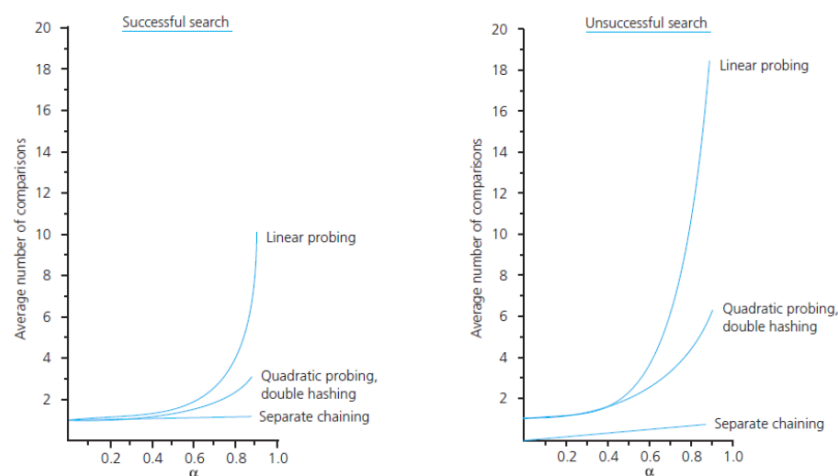 Successful search
20
18
16
14
12
10
8
6
4
2
Average number of comparisons
Linear probing
Quadratic probing,
double hashing
Separate chaining
0.2 0.4 0.6 0.8 1.0
α
Unsuccessful search
20
18
16
14
12
10
8
6
4
2
Average number of comparisons
Linear probing
Quadratic probing,
double hashing
Separate chaining
0.2 0.4 0.6 0.8 1.0
α